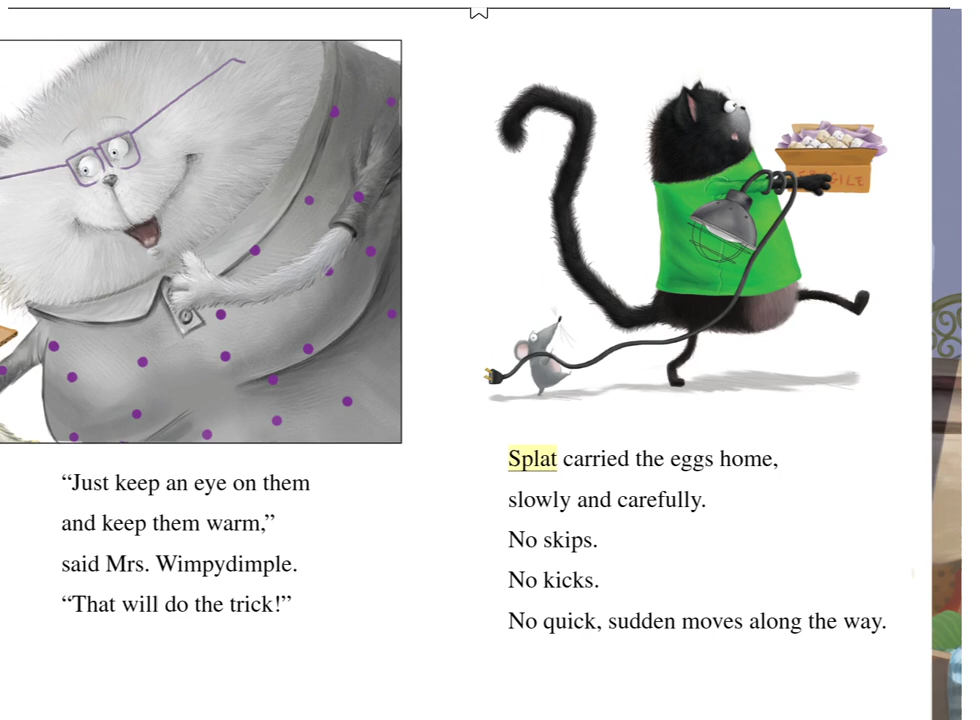 FRAGILE
“Just keep an eye on them
and keep them warm,”
said Mrs. Wimpydimple.
“That will do the trick!”
Splat carried the eggs home,
slowly and carefully.
No skips.
No kicks.
No quick, sudden moves along the way.